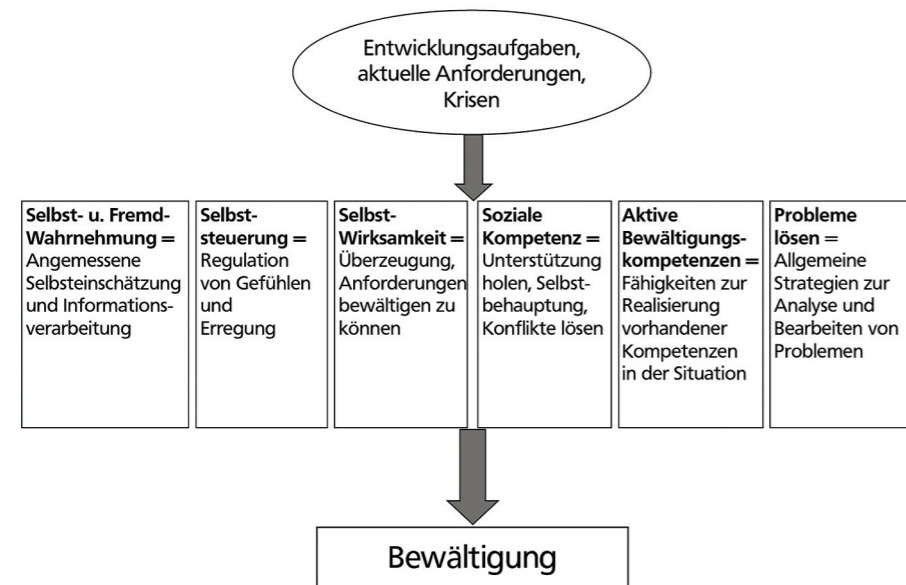 Entwicklungsaufgaben,
aktuelle Anforderungen,
Krisen
Selbst- u. Fremd-
Wahrnehmung =
Angemessene
Selbsteinschätzung
und Informations-
verarbeitung
Selbst-
steuerung =
Regulation
von Gefühlen
und
Erregung
Selbst-
Wirksamkeit =
Überzeugung,
Anforderungen
bewältigen zu
können
Soziale
Kompetenz =
Unterstützung
holen, Selbst-
behauptung,
Konflikte lösen
Aktive
Bewältigungs-
kompetenzen =
Fähigkeiten zur
Realisierung
vorhandener
Kompetenzen
in der Situation
Probleme
lösen =
Allgemeine
Strategien zur
Analyse und
Bearbeiten von
Problemen
Bewältigung